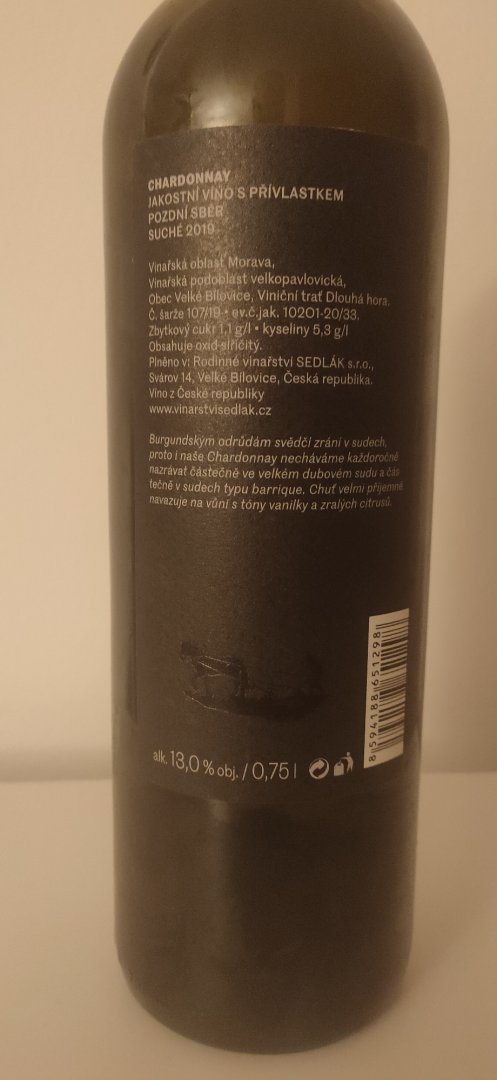 CHARDONNAY
JAKOSTNÍ VÍNO S PŘÍVLASTKEM
POZDNÍ SBĚR
SUCHÉ 2019
Vinařská oblast Morava,
Vinařská podoblast velkopavlovická,
Obec Velké Bílovice, Viniční trať Dlouhá hora.
Č. šarže 107/19 • ev.č.jak. 10201-20/33.
Zbytkový cukr 1,1 g/l • kyseliny 5,3 g/l
Obsahuje oxid siřičitý.
Plněno v: Rodinné vinařství SEDLÁK s.r.o.,
Svárov 14, Velké Bílovice, Česká republika.
Víno z České republiky
www.vinarstvisedlak.cz
Burgundským odrůdám svědčí zrání v sudech,
proto i naše Chardonnay necháváme každoročně
nazrávat částečně ve velkém dubovém sudu a čás
tečně v sudech typu barrique. Chuť velmi příjemně
navazuje na vůni s tóny vanilky a zralých citrusů.
alk. 13,0 % obj. / 0,75 l
8 594188 651298